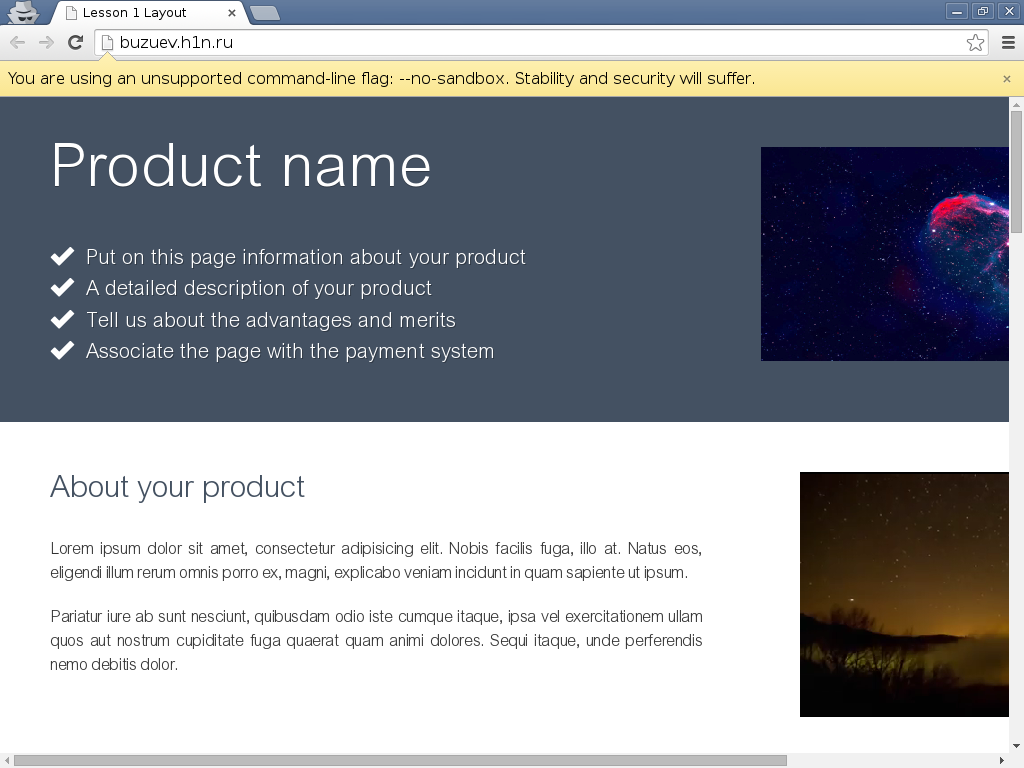 Lesson 1 Layout
buzuev.h1n.ru
You are using an unsupported command-line flag: --no-sandbox. Stability and security will suffer.
Product name
Put on this page information about your product
A detailed description of your product
Tell us about the advantages and merits
Associate the page with the payment system
About your product
Lorem ipsum dolor sit amet, consectetur adipisicing elit. Nobis facilis fuga, illo at. Natus eos,
eligendi illum rerum omnis porro ex, magni, explicabo veniam incidunt in quam sapiente ut ipsum.
Pariatur iure ab sunt nesciunt, quibusdam odio iste cumque itaque, ipsa vel exercitationem ullam
quos aut nostrum cupiditate fuga quaerat quam animi dolores. Sequi itaque, unde perferendis
nemo debitis dolor.